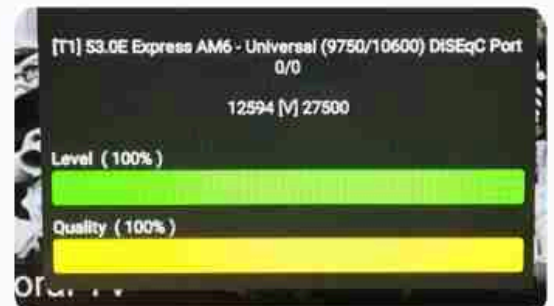 [T1] 53.0E Express AM6 - Universal (9750/10600) DiSEqC Port
0/0
12594 [V] 27500
Level ( 100% )
Quality ( 100% )